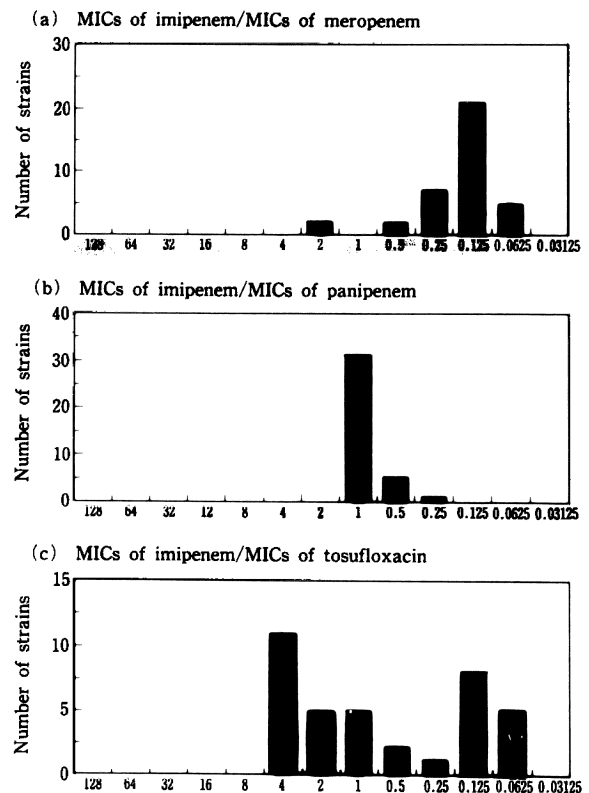 (a) MICs of imipenem/MICs of meropenem
Number of strains
30
20
10
0
128 64 32 16 8 4 2 1 0.5 0.25 0.125 0.0625 0.03125
(b) MICs of imipenem/MICs of panipenem
Number of strains
40
30
20
10
0
128 64 32 12 8 4 2 1 0.5 0.25 0.125 0.0625 0.03125
(c) MICs of imipenem/MICs of tosufloxacin
Number of strains
15
10
5
0
128 64 32 16 8 4 2 1 0.5 0.25 0.125 0.0625 0.03125